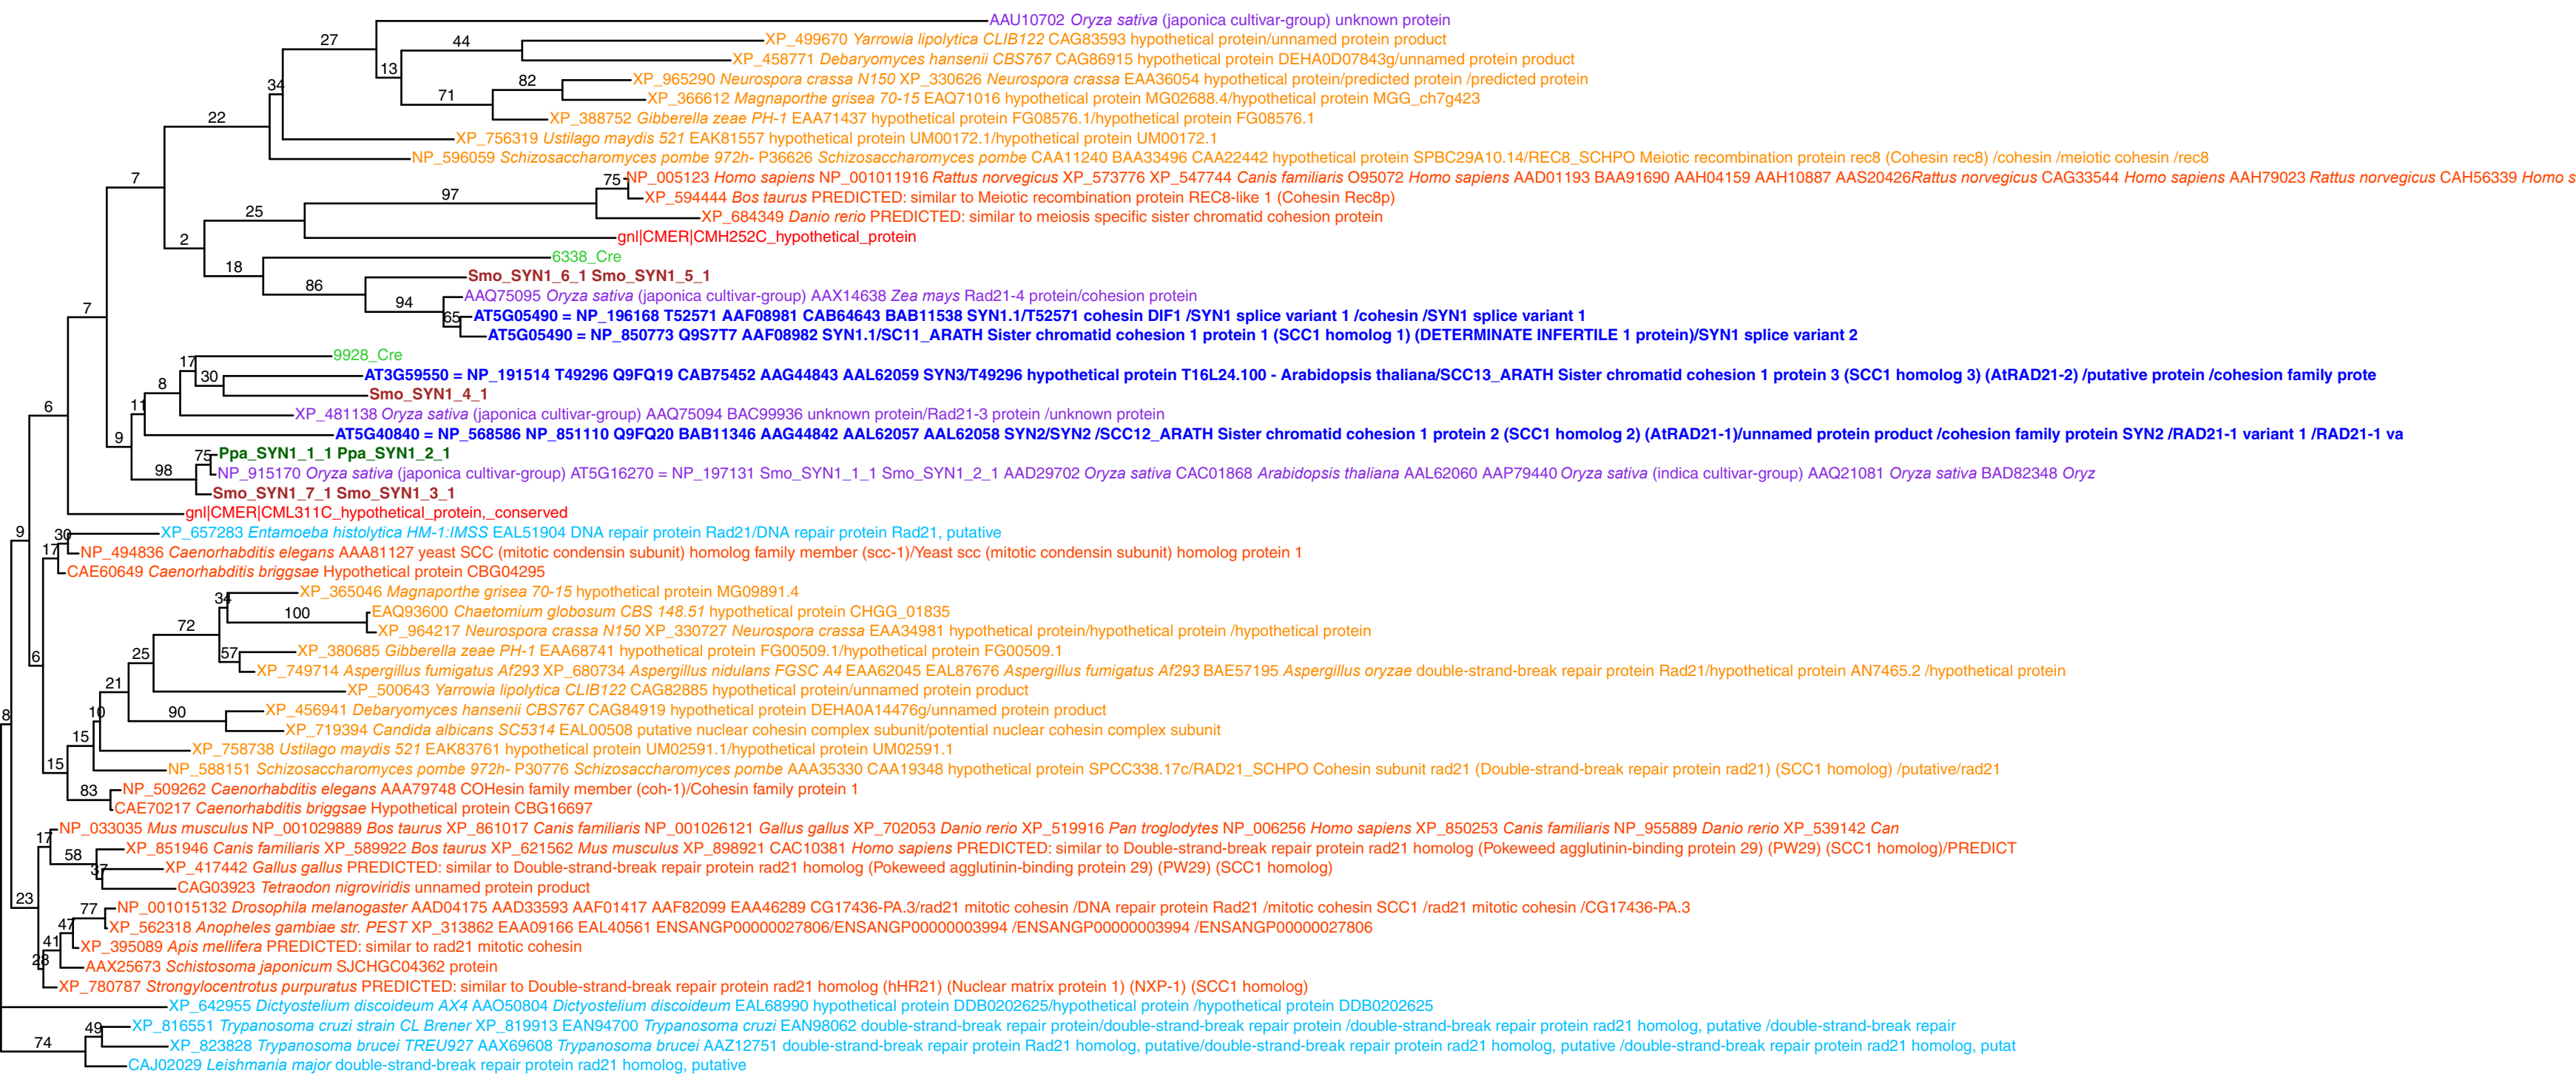 AAU10702 Oryza sativa (japonica cultivar-group) unknown protein
27
44
XP_499670 Yarrowia lipolytica CLIB122 CAG83593 hypothetical protein/unnamed protein product
XP_458771 Debaryomyces hansenii CBS767 CAG86915 hypothetical protein DEHA0D07843g/unnamed protein product
13
82
XP_965290 Neurospora crassa N150 XP_330626 Neurospora crassa EAA36054 hypothetical protein/predicted protein /predicted protein
34
71
XP_366612 Magnaporthe grisea 70-15 EAQ71016 hypothetical protein MG02688.4/hypothetical protein MGG_ch7g423
22
XP_388752 Gibberella zeae PH-1 EAA71437 hypothetical protein FG08576.1/hypothetical protein FG08576.1
XP_756319 Ustilago maydis 521 EAK81557 hypothetical protein UM00172.1/hypothetical protein UM00172.1
NP_596059 Schizosaccharomyces pombe 972h- P36626 Schizosaccharomyces pombe CAA11240 BAA33496 CAA22442 hypothetical protein SPBC29A10.14/REC8_SCHPO Meiotic recombination protein rec8 (Cohesin rec8) /cohesin /meiotic cohesin /rec8
7
75
NP_005123 Homo sapiens NP_001011916 Rattus norvegicus XP_573776 XP_547744 Canis familiaris O95072 Homo sapiens AAD01193 BAA91690 AAH04159 AAH10887 AAS20426Rattus norvegicus CAG33544 Homo sapiens AAH79023 Rattus norvegicus CAH56339 Homo s
97
XP_594444 Bos taurus PREDICTED: similar to Meiotic recombination protein REC8-like 1 (Cohesin Rec8p)
25
XP_684349 Danio rerio PREDICTED: similar to meiosis specific sister chromatid cohesion protein
2
gnl|CMER|CMH252C_hypothetical_protein
18
6338_Cre
86
Smo_SYN1_6_1 Smo_SYN1_5_1
94
AAQ75095 Oryza sativa (japonica cultivar-group) AAX14638 Zea mays Rad21-4 protein/cohesion protein
7
65
AT5G05490 = NP_196168 T52571 AAF08981 CAB64643 BAB11538 SYN1.1/T52571 cohesin DIF1 /SYN1 splice variant 1 /cohesin /SYN1 splice variant 1
AT5G05490 = NP_850773 Q9S7T7 AAF08982 SYN1.1/SC11_ARATH Sister chromatid cohesion 1 protein 1 (SCC1 homolog 1) (DETERMINATE INFERTILE 1 protein)/SYN1 splice variant 2
17
9928_Cre
8
30
AT3G59550 = NP_191514 T49296 Q9FQ19 CAB75452 AAG44843 AAL62059 SYN3/T49296 hypothetical protein T16L24.100 - Arabidopsis thaliana/SCC13_ARATH Sister chromatid cohesion 1 protein 3 (SCC1 homolog 3) (AtRAD21-2) /putative protein /cohesion family prote
Smo_SYN1_4_1
6
11
XP_481138 Oryza sativa (japonica cultivar-group) AAQ75094 BAC99936 unknown protein/Rad21-3 protein /unknown protein
9
AT5G40840 = NP_568586 NP_851110 Q9FQ20 BAB11346 AAG44842 AAL62057 AAL62058 SYN2/SYN2 /SCC12_ARATH Sister chromatid cohesion 1 protein 2 (SCC1 homolog 2) (AtRAD21-1)/unnamed protein product /cohesion family protein SYN2 /RAD21-1 variant 1 /RAD21-1 va
75
Ppa_SYN1_1_1 Ppa_SYN1_2_1
98
NP_915170 Oryza sativa (japonica cultivar-group) AT5G16270 = NP_197131 Smo_SYN1_1_1 Smo_SYN1_2_1 AAD29702 Oryza sativa CAC01868 Arabidopsis thaliana AAL62060 AAP79440 Oryza sativa (indica cultivar-group) AAQ21081 Oryza sativa BAD82348 Oryz
Smo_SYN1_7_1 Smo_SYN1_3_1
gnl|CMER|CML311C_hypothetical_protein,_conserved
9
30
XP_657283 Entamoeba histolytica HM-1:IMSS EAL51904 DNA repair protein Rad21/DNA repair protein Rad21, putative
17
NP_494836 Caenorhabditis elegans AAA81127 yeast SCC (mitotic condensin subunit) homolog family member (scc-1)/Yeast scc (mitotic condensin subunit) homolog protein 1
CAE60649 Caenorhabditis briggsae Hypothetical protein CBG04295
34
XP_365046 Magnaporthe grisea 70-15 hypothetical protein MG09891.4
100
EAQ93600 Chaetomium globosum CBS 148.51 hypothetical protein CHGG_01835
72
XP_964217 Neurospora crassa N150 XP_330727 Neurospora crassa EAA34981 hypothetical protein/hypothetical protein /hypothetical protein
6
25
57
XP_380685 Gibberella zeae PH-1 EAA68741 hypothetical protein FG00509.1/hypothetical protein FG00509.1
XP_749714 Aspergillus fumigatus Af293 XP_680734 Aspergillus nidulans FGSC A4 EAA62045 EAL87676 Aspergillus fumigatus Af293 BAE57195 Aspergillus oryzae double-strand-break repair protein Rad21/hypothetical protein AN7465.2 /hypothetical protein
21
XP_500643 Yarrowia lipolytica CLIB122 CAG82885 hypothetical protein/unnamed protein product
8
10
90
XP_456941 Debaryomyces hansenii CBS767 CAG84919 hypothetical protein DEHA0A14476g/unnamed protein product
XP_719394 Candida albicans SC5314 EAL00508 putative nuclear cohesin complex subunit/potential nuclear cohesin complex subunit
15
XP_758738 Ustilago maydis 521 EAK83761 hypothetical protein UM02591.1/hypothetical protein UM02591.1
15
NP_588151 Schizosaccharomyces pombe 972h- P30776 Schizosaccharomyces pombe AAA35330 CAA19348 hypothetical protein SPCC338.17c/RAD21_SCHPO Cohesin subunit rad21 (Double-strand-break repair protein rad21) (SCC1 homolog) /putative/rad21
83
NP_509262 Caenorhabditis elegans AAA79748 COHesin family member (coh-1)/Cohesin family protein 1
CAE70217 Caenorhabditis briggsae Hypothetical protein CBG16697
17
NP_033035 Mus musculus NP_001029889 Bos taurus XP_861017 Canis familiaris NP_001026121 Gallus gallus XP_702053 Danio rerio XP_519916 Pan troglodytes NP_006256 Homo sapiens XP_850253 Canis familiaris NP_955889 Danio rerio XP_539142 Can
58
XP_851946 Canis familiaris XP_589922 Bos taurus XP_621562 Mus musculus XP_898921 CAC10381 Homo sapiens PREDICTED: similar to Double-strand-break repair protein rad21 homolog (Pokeweed agglutinin-binding protein 29) (PW29) (SCC1 homolog)/PREDICT
37
XP_417442 Gallus gallus PREDICTED: similar to Double-strand-break repair protein rad21 homolog (Pokeweed agglutinin-binding protein 29) (PW29) (SCC1 homolog)
CAG03923 Tetraodon nigroviridis unnamed protein product
23
77
NP_001015132 Drosophila melanogaster AAD04175 AAD33593 AAF01417 AAF82099 EAA46289 CG17436-PA.3/rad21 mitotic cohesin /DNA repair protein Rad21 /mitotic cohesin SCC1 /rad21 mitotic cohesin /CG17436-PA.3
47
XP_562318 Anopheles gambiae str. PEST XP_313862 EAA09166 EAL40561 ENSANGP00000027806/ENSANGP00000003994 /ENSANGP00000003994 /ENSANGP00000027806
41
XP_395089 Apis mellifera PREDICTED: similar to rad21 mitotic cohesin
28
AAX25673 Schistosoma japonicum SJCHGC04362 protein
XP_780787 Strongylocentrotus purpuratus PREDICTED: similar to Double-strand-break repair protein rad21 homolog (hHR21) (Nuclear matrix protein 1) (NXP-1) (SCC1 homolog)
XP_642955 Dictyostelium discoideum AX4 AAO50804 Dictyostelium discoideum EAL68990 hypothetical protein DDB0202625/hypothetical protein /hypothetical protein DDB0202625
49
XP_816551 Trypanosoma cruzi strain CL Brener XP_819913 EAN94700 Trypanosoma cruzi EAN98062 double-strand-break repair protein/double-strand-break repair protein /double-strand-break repair protein rad21 homolog, putative /double-strand-break repair
74
XP_823828 Trypanosoma brucei TREU927 AAX69608 Trypanosoma brucei AAZ12751 double-strand-break repair protein Rad21 homolog, putative/double-strand-break repair protein rad21 homolog, putative /double-strand-break repair protein rad21 homolog, putat
CAJ02029 Leishmania major double-strand-break repair protein rad21 homolog, putative